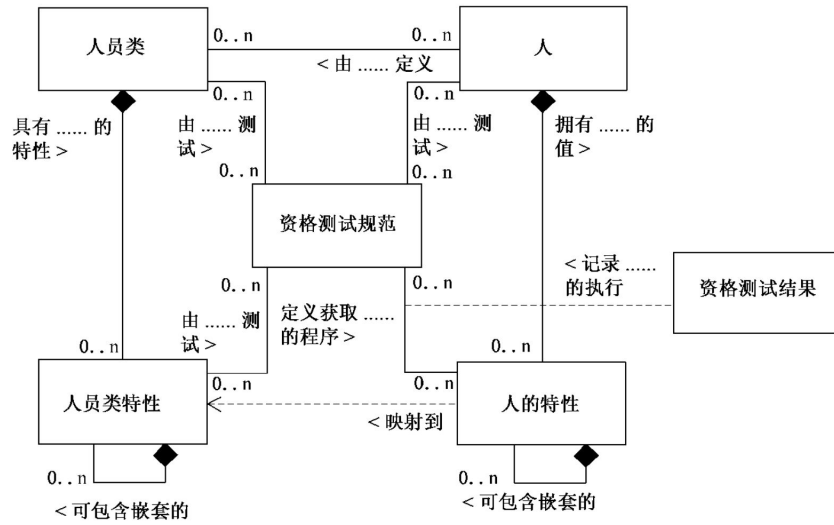 人员类
0..n
0..n
人
< 由 …… 定义
0..n
0..n
具有 …… 的
特性 >
由 …… 测
试 >
由 …… 测
试 >
拥有 …… 的
值 >
0..n
0..n
资格测试规范
< 记录 ……
的执行
资格测试结果
0..n
0..n
由 …… 测
试 >
定义获取 ……
的程序 >
0..n
0..n
人员类特性
0..n
0..n
人的特性
< 映射到
0..n
0..n
< 可包含嵌套的
< 可包含嵌套的